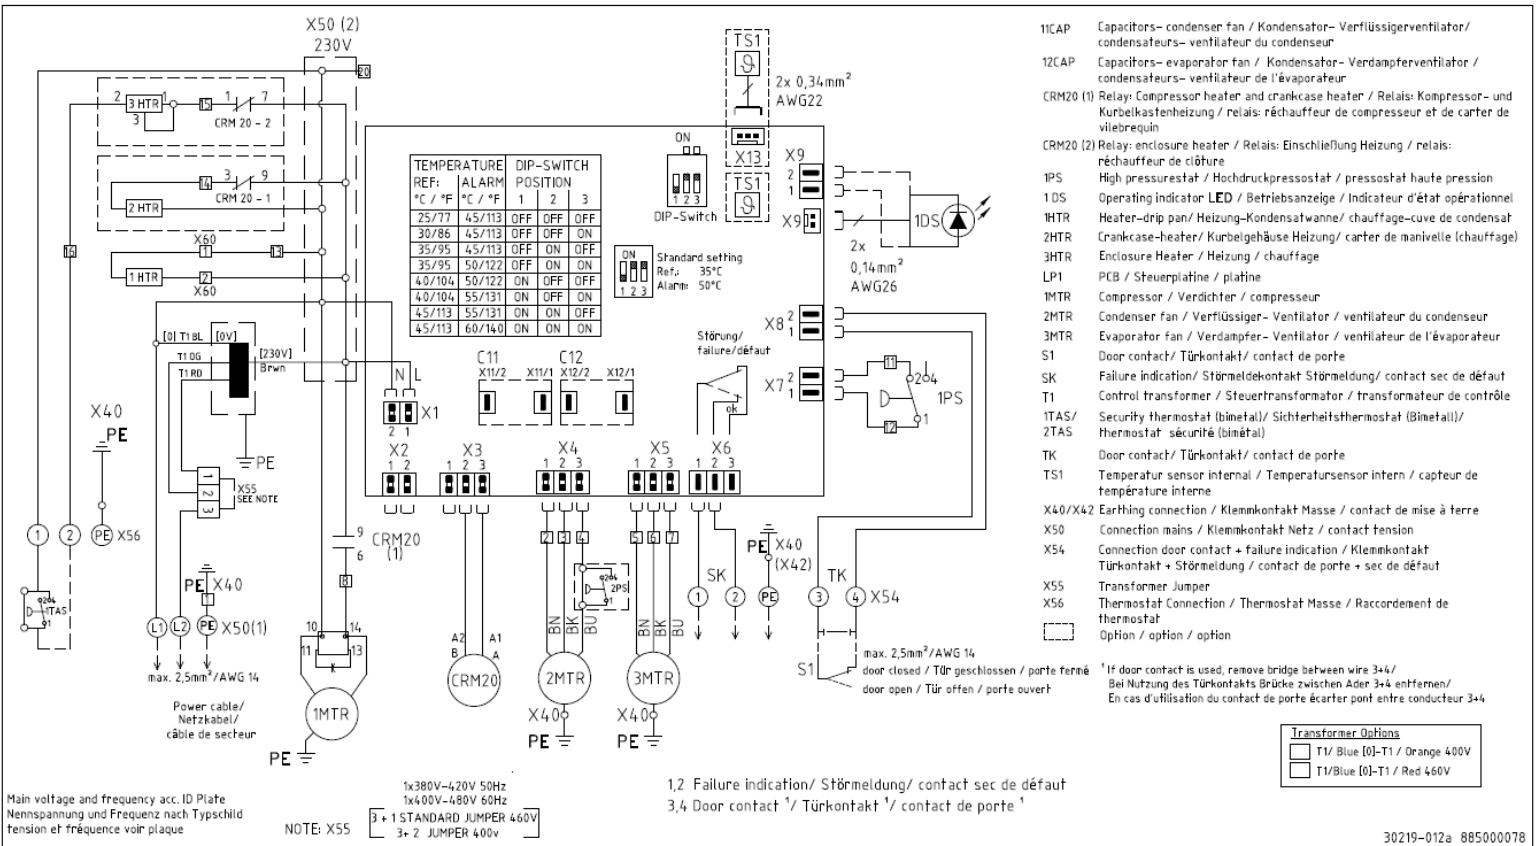 X50 (2)
230V
20
2
3 HTR
1
3
15
1
7
CRM 20 - 2
14
3
9
CRM 20 - 1
2 HTR
16
X60
1
13
1 HTR
2
X60
[0] T1 BL
[0V]
T1 OG
T1 RD
[230V]
Brwn
X40
PE
PE
1
2
3
X55
SEE NOTE
1
2
PE
X56
2
4
1TAS
1
PE
X40
1
L1
L2
PE
X50(1)
max. 2,5mm²/AWG 14
Power cable/
Netzkabel/
câble de secteur
9
6
8
10
14
11
13
K
1MTR
PE
TEMPERATURE DIP-SWITCH
REF: ALARM POSITION
°C / °F °C / °F 1 2 3
25/77 45/113 OFF OFF OFF
30/86 45/113 OFF OFF ON
35/95 45/113 OFF ON OFF
35/95 50/122 OFF ON ON
40/104 50/122 ON OFF OFF
40/104 55/131 ON OFF ON
45/113 55/131 ON ON OFF
45/113 60/140 ON ON ON
TS1
ϑ
2x 0,34mm²
AWG22
X13
TS1
ϑ
ON
1 2 3
DIP-Switch
ON
1 2 3
Standard setting
Ref.: 35°C
Alarm: 50°C
X9
2
1
X9
1DS
2x
0,14mm²
AWG26
X8
2
1
Störung/
failure/défaut
ok
X7
2
1
11
2
4
1PS
12
1
C11
X11/2 X11/1
C12
X12/2 X12/1
N L
X1
2 1
X2
1 2
X3
1 2 3
X4
1 2 3
X5
1 2 3
X6
1 2 3
CRM20
(1)
A2
A1
B
A
CRM20
2 3 4
2
4
2PS
1
BN BK BU
2MTR
X40
PE
5 6 7
BN BK BU
3MTR
X40
PE
SK
1
2
PE
X40
(X42)
PE
TK
3
4
X54
S1
max. 2,5mm²/AWG 14
door closed / Tür geschlossen / porte fermé
door open / Tür offen / porte ouvert
11CAP Capacitors- condenser fan / Kondensator- Verflüssigerventilator/
condensateurs- ventilateur du condenseur
12CAP Capacitors- evaporator fan / Kondensator- Verdampferventilator /
condensateurs- ventilateur de l'évaporateur
CRM20 (1) Relay: Compressor heater and crankcase heater / Relais: Kompressor- und
Kurbelkastenheizung / relais: réchauffeur de compresseur et de carter de
vilebrequin
CRM20 (2) Relay: enclosure heater / Relais: Einschließung Heizung / relais:
réchauffeur de clôture
1PS High pressurestat / Hochdruckpressostat / pressostat haute pression
1 DS Operating indicator LED / Betriebsanzeige / Indicateur d'état opérationnel
1HTR Heater-drip pan/ Heizung-Kondensatwanne/ chauffage-cuve de condensat
2HTR Crankcase-heater/ Kurbelgehäuse Heizung/ carter de manivelle (chauffage)
3HTR Enclosure Heater / Heizung / chauffage
LP1 PCB / Steuerplatine / platine
1MTR Compressor / Verdichter / compresseur
2MTR Condenser fan / Verflüssiger- Ventilator / ventilateur du condenseur
3MTR Evaporator fan / Verdampfer- Ventilator / ventilateur de l'évaporateur
S1 Door contact/ Türkontakt/ contact de porte
SK Failure indication/ Störmeldekontakt Störmeldung/ contact sec de défaut
T1 Control transformer / Steuertransformator / transformateur de contrôle
1TAS/ Security thermostat (bimetal)/ Sichterheitsthermostat (Bimetall)/
2TAS thermostat sécurité (bimétal)
TK Door contact/ Türkontakt/ contact de porte
TS1 Temperatur sensor internal / Temperatursensor intern / capteur de
température interne
X40/X42 Earthing connection / Klemmkontakt Masse / contact de mise à terre
X50 Connection mains / Klemmkontakt Netz / contact tension
X54 Connection door contact + failure indication / Klemmkontakt
Türkontakt + Störmeldung / contact de porte + sec de défaut
X55 Transformer Jumper
X56 Thermostat Connection / Thermostat Masse / Raccordement de
thermostat
Option / option / option
¹ If door contact is used, remove bridge between wire 3+4/
Bei Nutzung des Türkontakts Brücke zwischen Ader 3+4 entfernen/
En cas d'utilisation du contact de porte écarter pont entre conducteur 3+4
Transformer Options
T1/ Blue [0]-T1 / Orange 400V
T1/Blue [0]-T1 / Red 460V
1,2 Failure indication/ Störmeldung/ contact sec de défaut
3,4 Door contact ¹/ Türkontakt ¹/ contact de porte ¹
1x380V-420V 50Hz
1x400V-480V 60Hz
NOTE: X55
3 + 1 STANDARD JUMPER 460V
3+ 2 JUMPER 400v
Main voltage and frequency acc. ID Plate
Nennspannung und Frequenz nach Typschild
tension et fréquence voir plaque
30219-012a 885000078